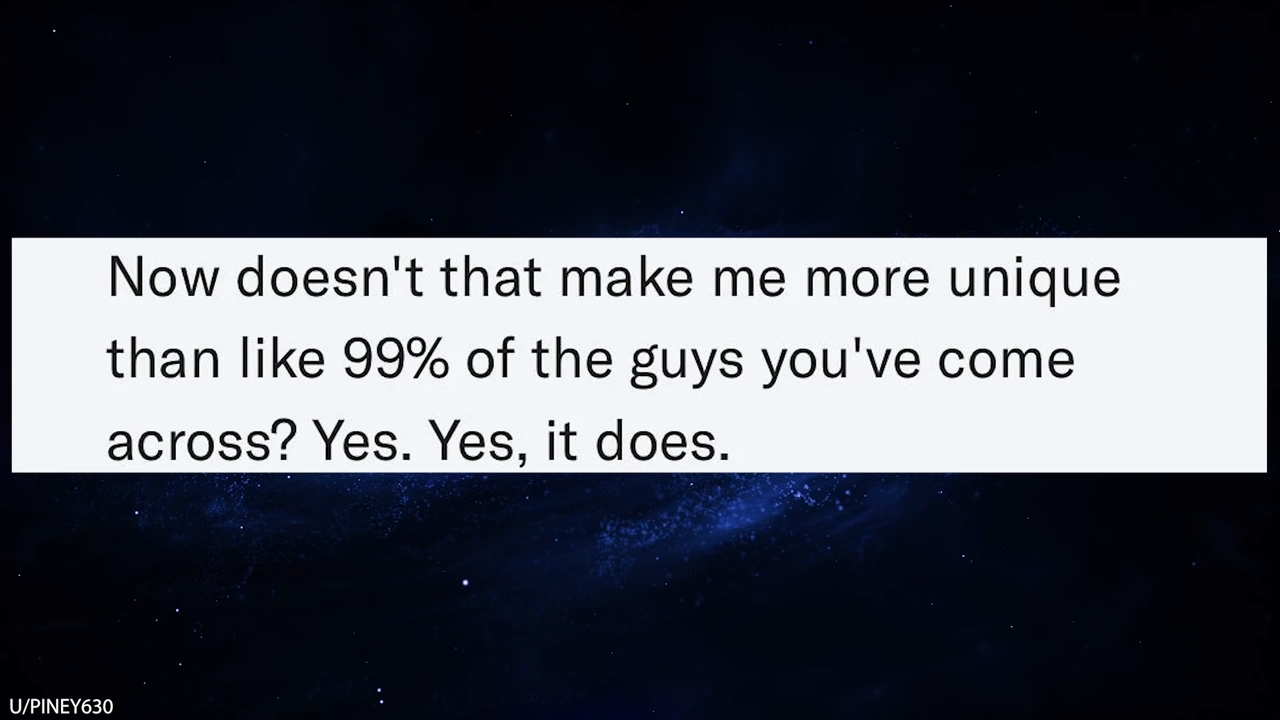 Now doesn't that make me more unique
than like 99% of the guys you've come
across? Yes. Yes, it does.
U/PINEY630